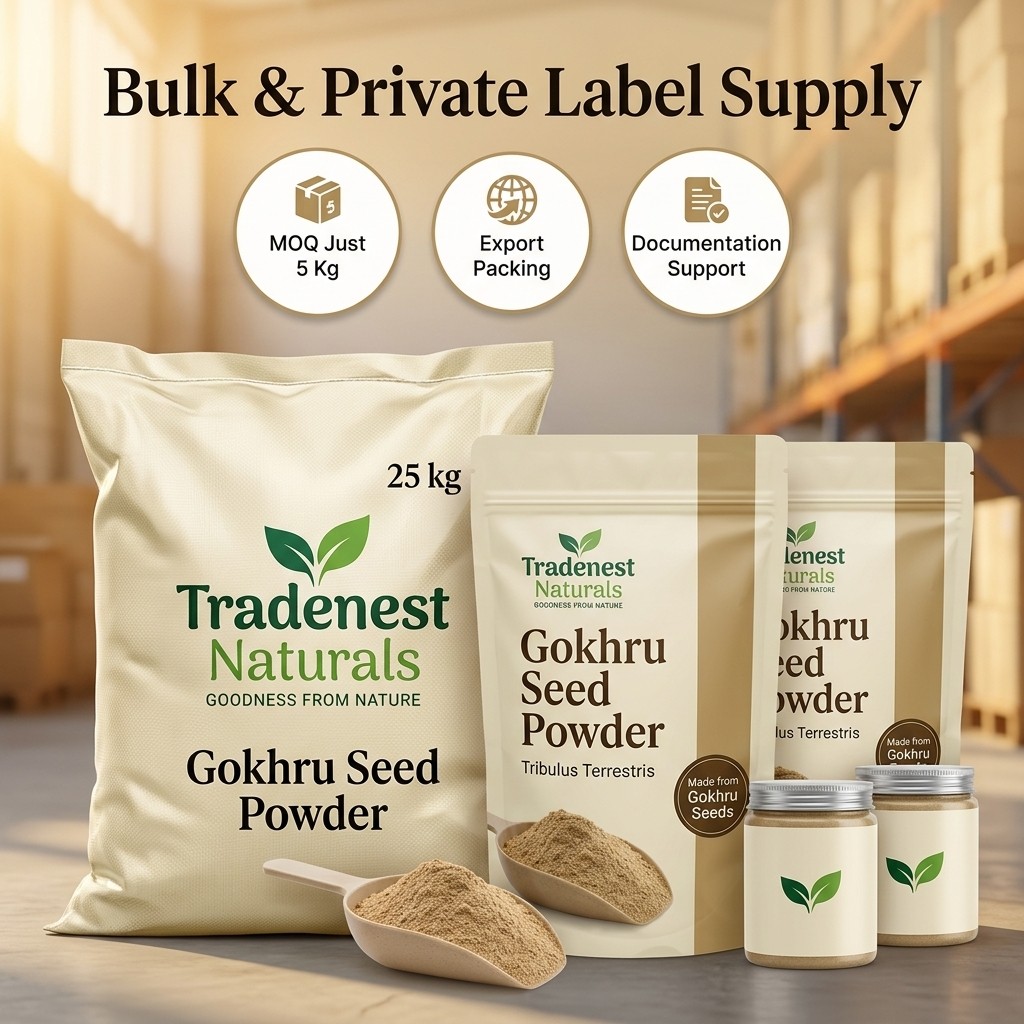 Bulk & Private Label Supply
MOQ Just
5 Kg
Export
Packing
Documentation
Support
25 kg
Tradenest
Naturals
GOODNESS FROM NATURE
Gokhru Seed
Powder
Tradenest
Naturals
GOODNESS FROM NATURE
Gokhru
Seed
Powder
Tribulus Terrestris
Made from
Gokhru
Seeds
Terrestris
Made from
Gokhru